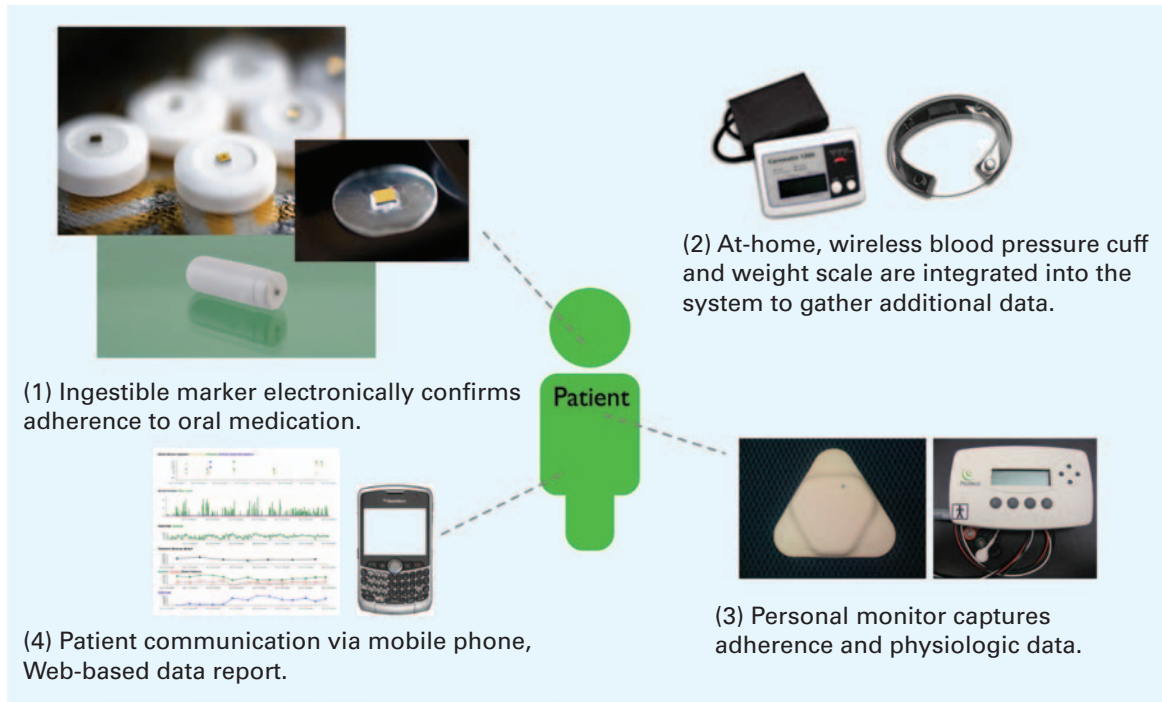 (1) Ingestible marker electronically confirms
adherence to oral medication.
(2) At-home, wireless blood pressure cuff
and weight scale are integrated into the
system to gather additional data.
Patient
(3) Personal monitor captures
adherence and physiologic data.
(4) Patient communication via mobile phone,
Web-based data report.